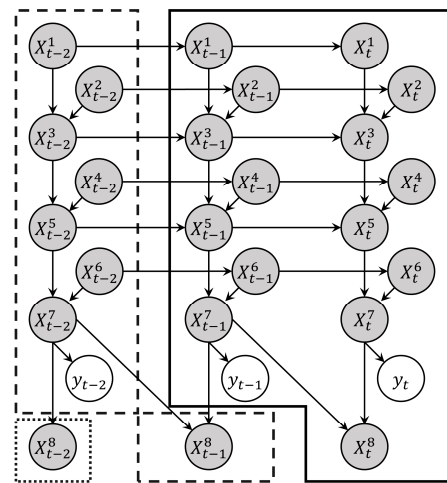 X^1_{t-2} X^1_{t-1} X^1_t
X^2_{t-2} X^2_{t-1} X^2_t
X^3_{t-2} X^3_{t-1} X^3_t
X^4_{t-2} X^4_{t-1} X^4_t
X^5_{t-2} X^5_{t-1} X^5_t
X^6_{t-2} X^6_{t-1} X^6_t
X^7_{t-2} X^7_{t-1} X^7_t
y_{t-2} y_{t-1} y_t
X^8_{t-2} X^8_{t-1} X^8_t